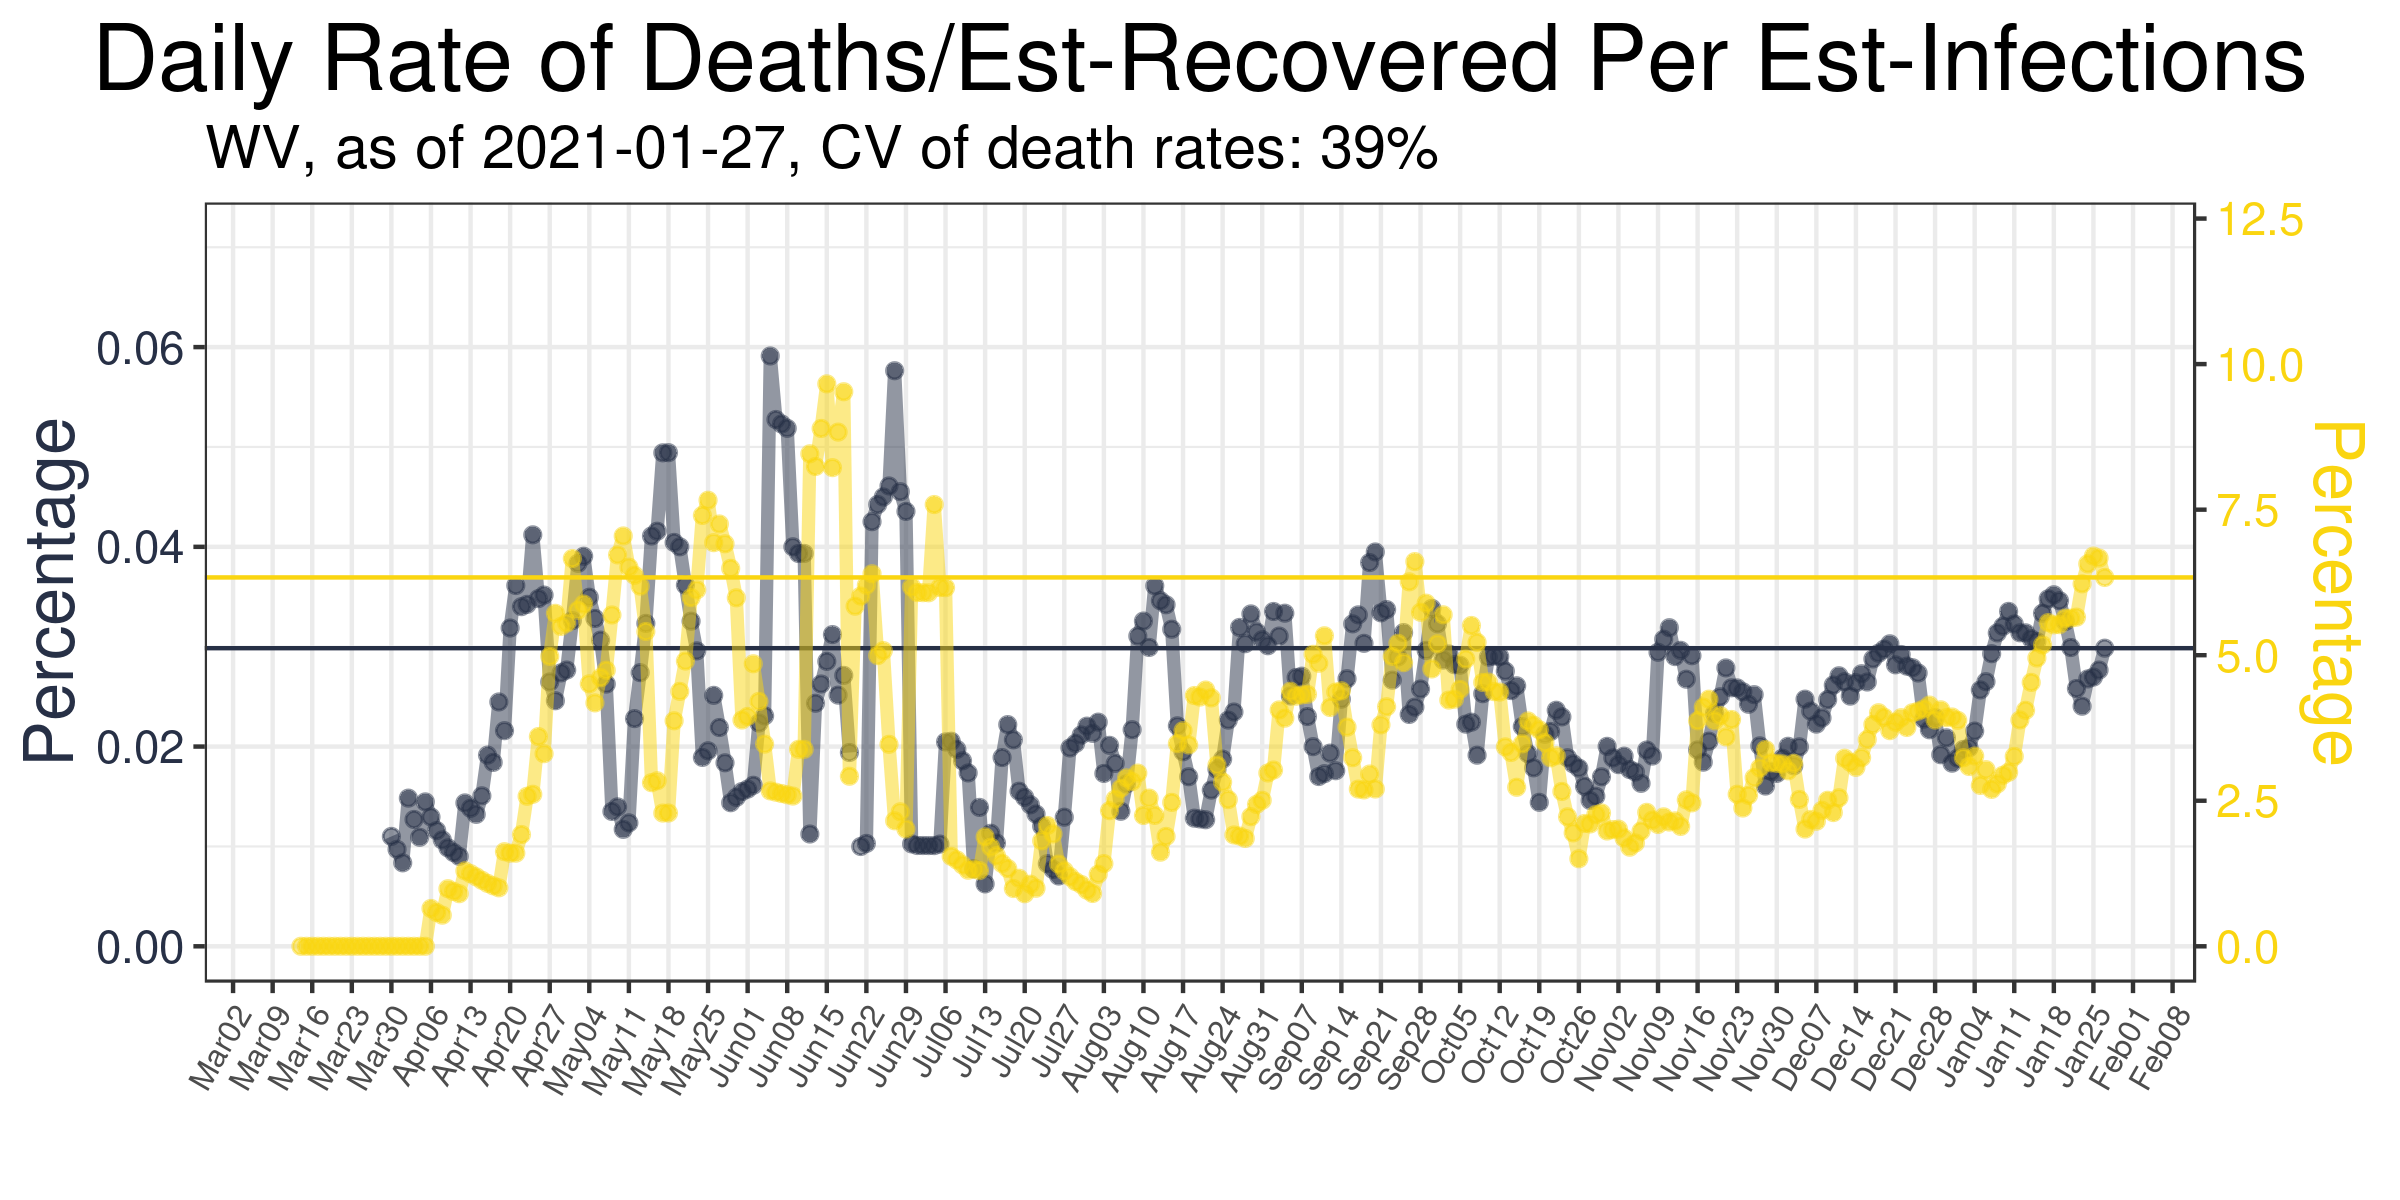 Daily Rate of Deaths/Est-Recovered Per Est-Infections
WV, as of 2021-01-27, CV of death rates: 39%
Percentage
0.06
0.04
0.02
0.00
12.5
10.0
7.5
5.0
2.5
0.0
Percentage
Mar02
Mar09
Mar16
Mar23
Mar30
Apr06
Apr13
Apr20
Apr27
May04
May11
May18
May25
Jun01
Jun08
Jun15
Jun22
Jun29
Jul06
Jul13
Jul20
Jul27
Aug03
Aug10
Aug17
Aug24
Aug31
Sep07
Sep14
Sep21
Sep28
Oct05
Oct12
Oct19
Oct26
Nov02
Nov09
Nov16
Nov23
Nov30
Dec07
Dec14
Dec21
Dec28
Jan04
Jan11
Jan18
Jan25
Feb01
Feb08